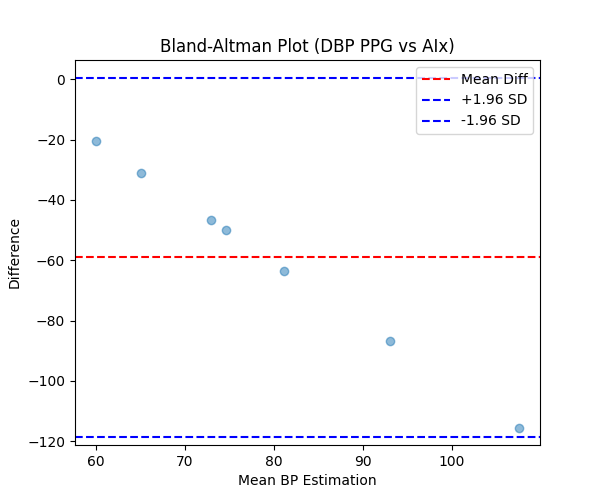 Bland-Altman Plot (DBP PPG vs AIx)
Mean Diff
+1.96 SD
-1.96 SD
0
−20
−40
−60
−80
−100
−120
Difference
60
70
80
90
100
Mean BP Estimation